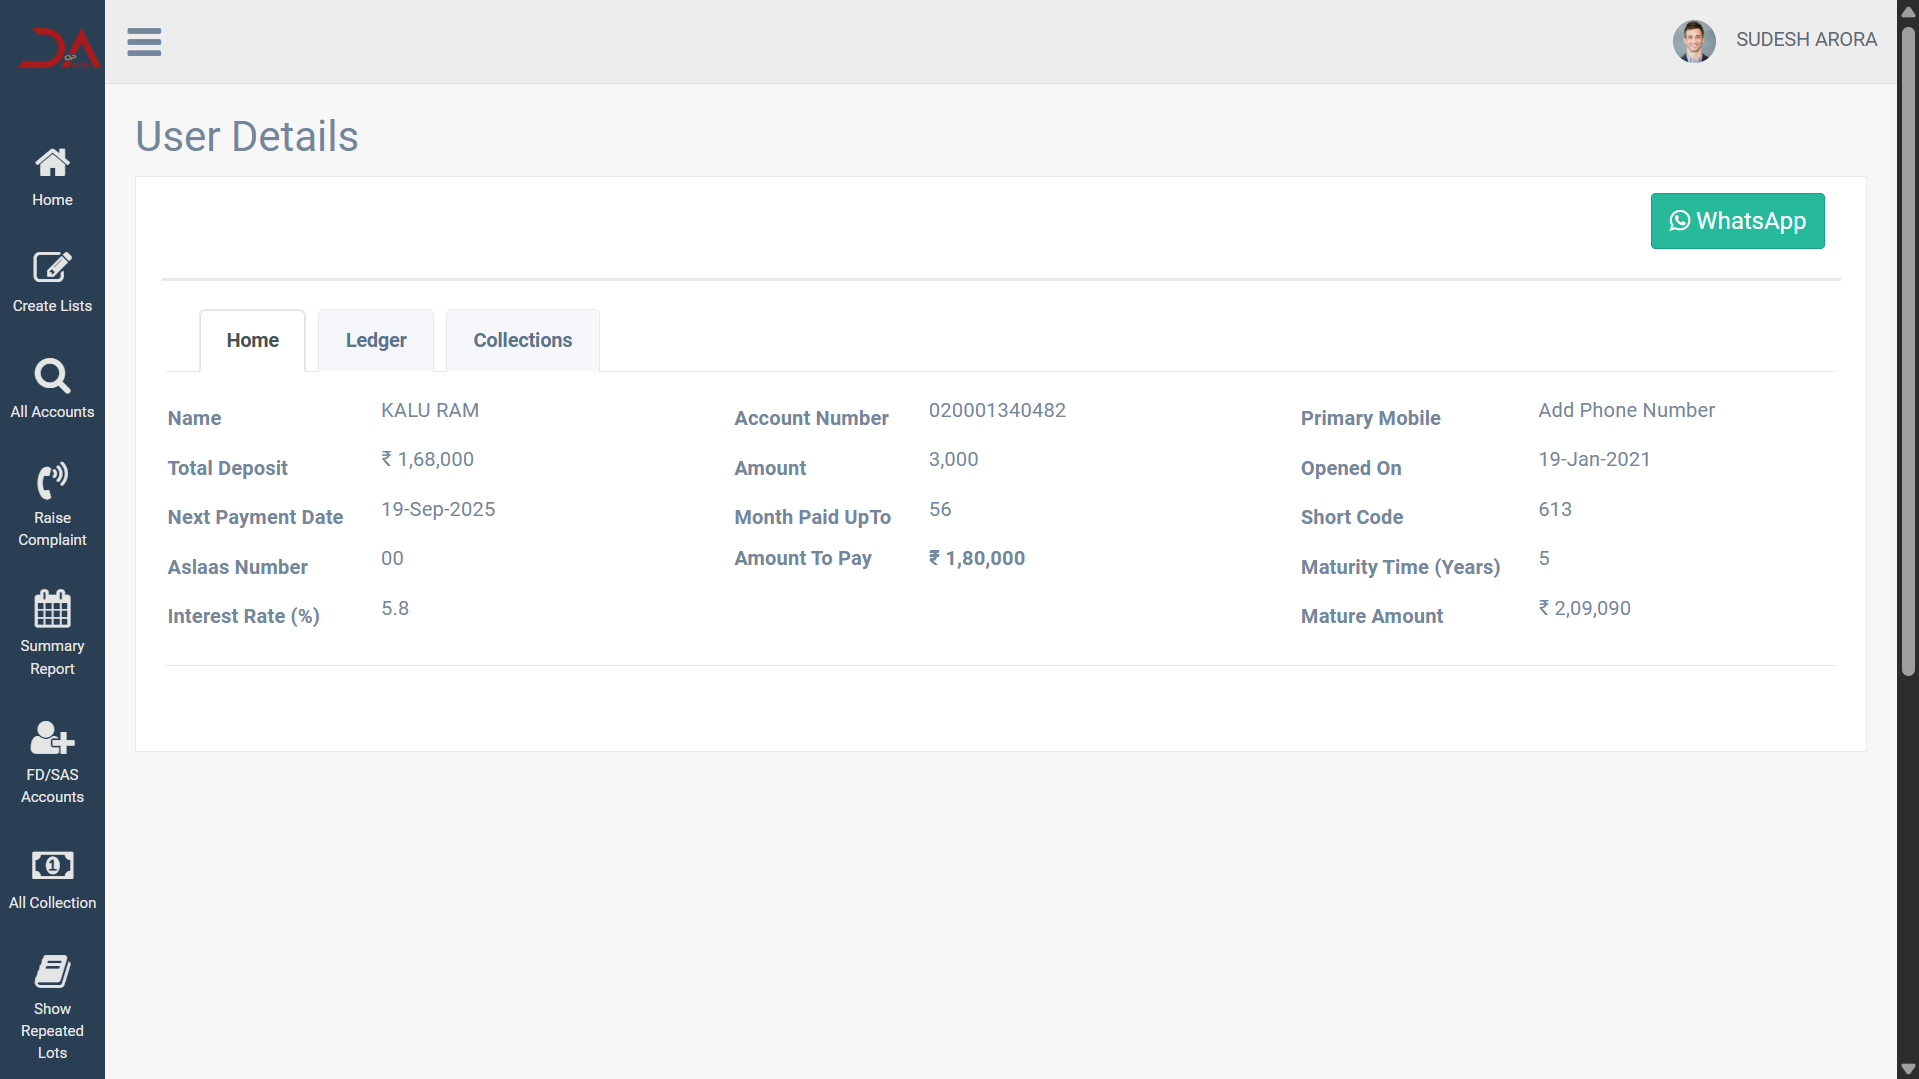 DA
OP
SUDESH ARORA
Home
Create Lists
All Accounts
Raise
Complaint
Summary
Report
FD/SAS
Accounts
All Collection
Show
Repeated
Lots
User Details
WhatsApp
Home Ledger Collections
Name KALU RAM Account Number 020001340482 Primary Mobile Add Phone Number
Total Deposit ₹ 1,68,000 Amount 3,000 Opened On 19-Jan-2021
Next Payment Date 19-Sep-2025 Month Paid UpTo 56 Short Code 613
Aslaas Number 00 Amount To Pay ₹ 1,80,000 Maturity Time (Years) 5
Interest Rate (%) 5.8 Mature Amount ₹ 2,09,090